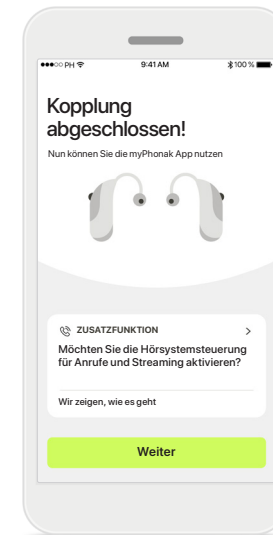 ●●●○○ PH 9:41 AM 100 %
Kopplung
abgeschlossen!
Nun können Sie die myPhonak App nutzen
ZUSATZFUNKTION
Möchten Sie die Hörsystemsteuerung
für Anrufe und Streaming aktivieren?
Wir zeigen, wie es geht
Weiter